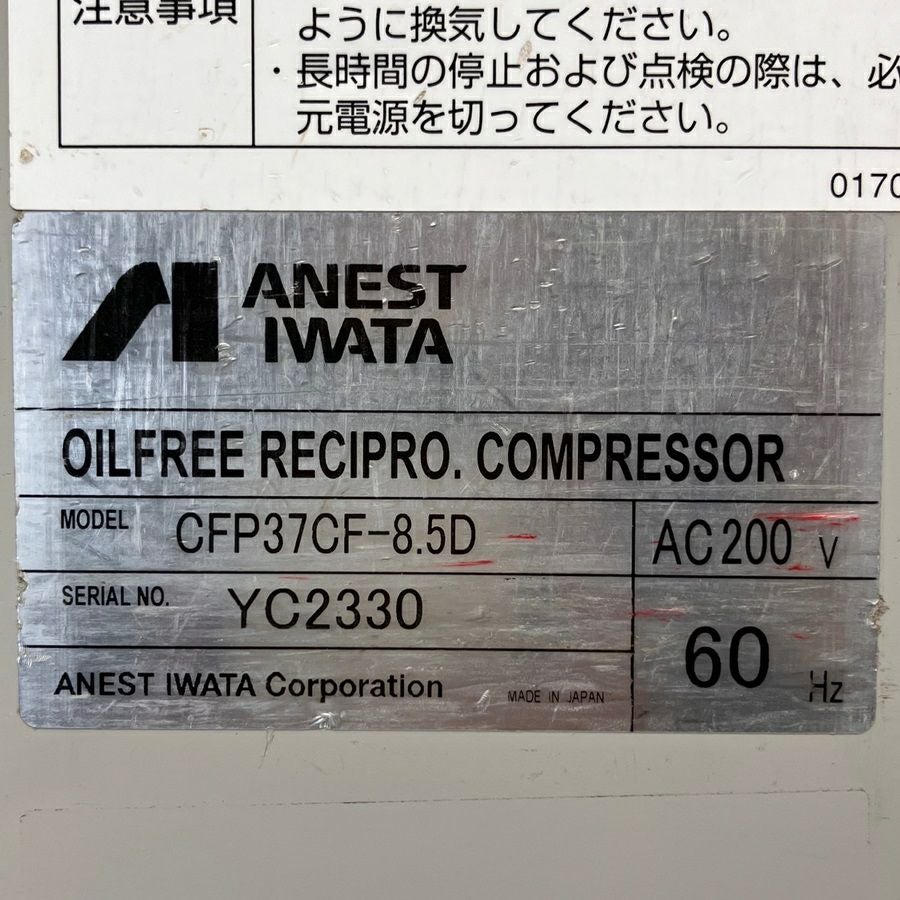 注意事項
ように換気してください。
・長時間の停止および点検の際は、必
元電源を切ってください。
0170
ANEST
IWATA
OILFREE RECIPRO. COMPRESSOR
MODEL CFP37CF-8.5D AC 200 V
SERIAL NO. YC2330
60 Hz
ANEST IWATA Corporation MADE IN JAPAN